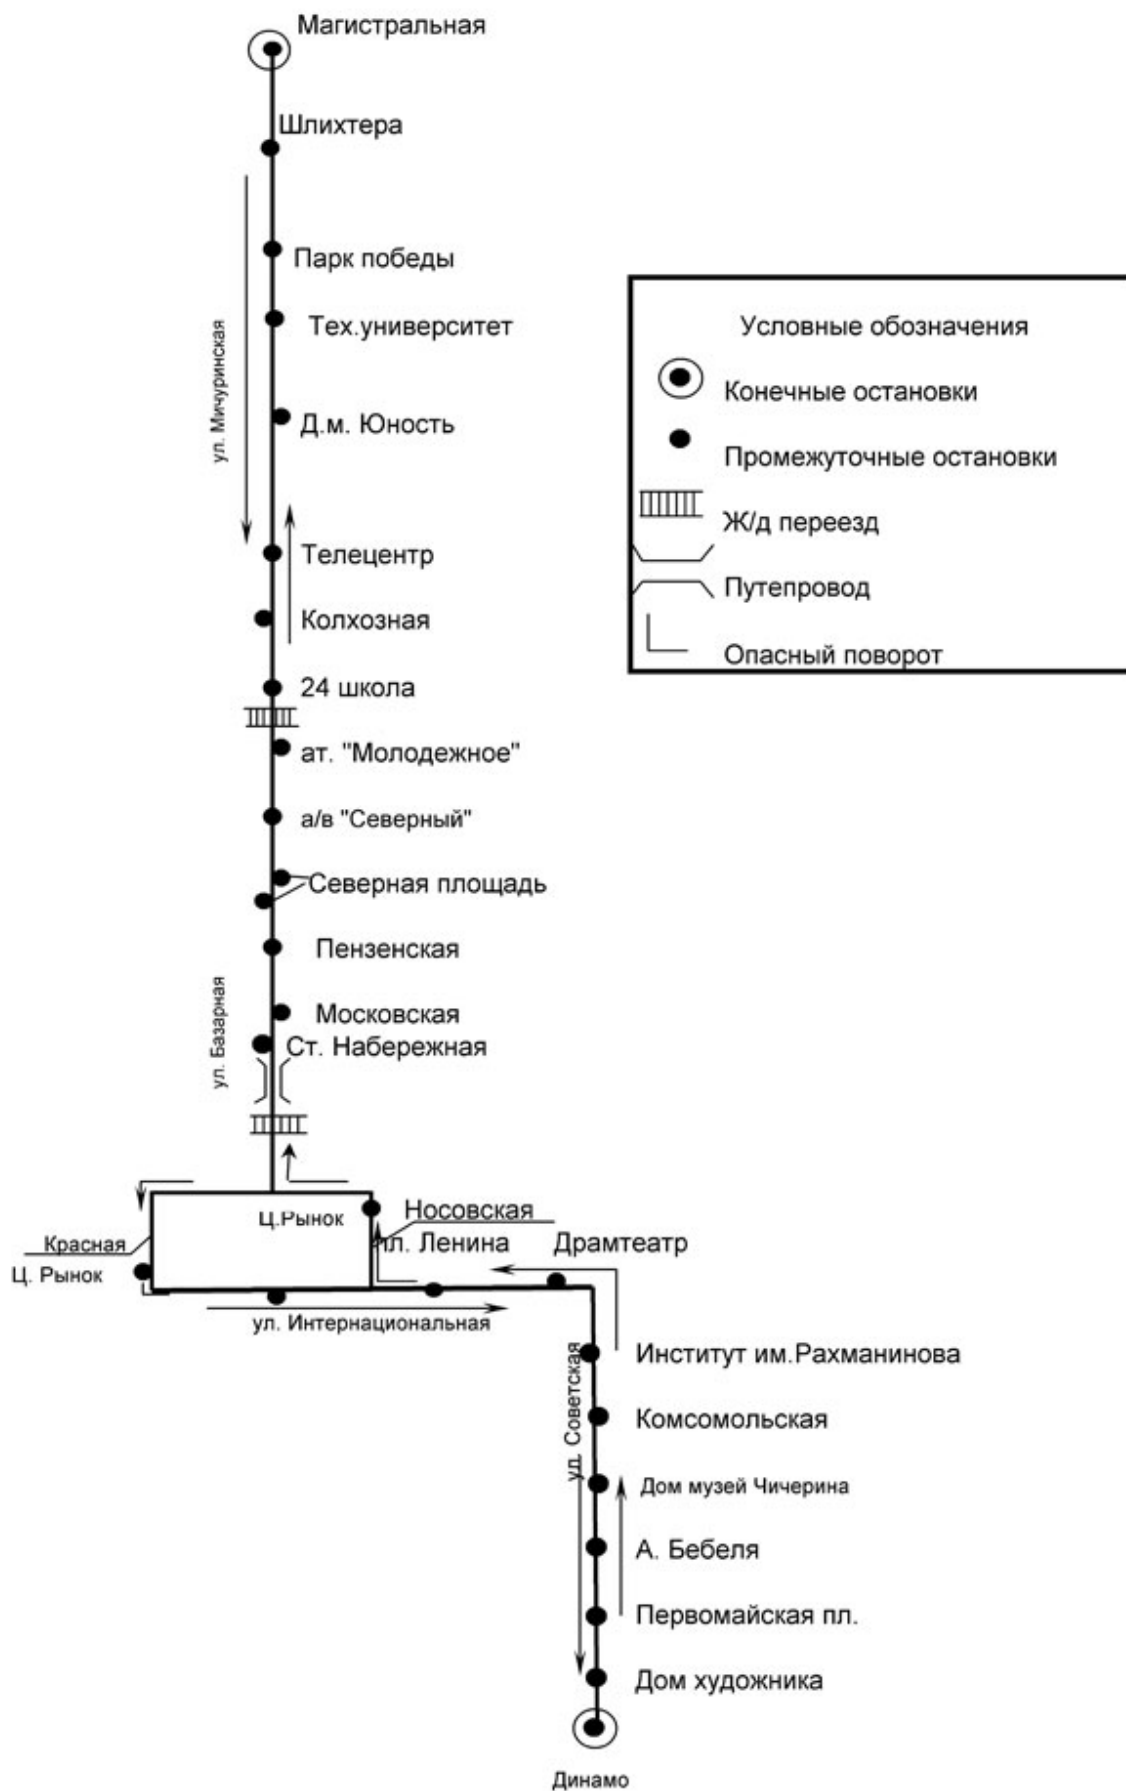 Магистральная
Шлихтера
Парк победы
Тех.университет
ул. Мичуринская
Д.м. Юность
Телецентр
Колхозная
24 школа
ат. "Молодежное"
а/в "Северный"
Северная площадь
Пензенская
ул. Базарная
Московская
Ст. Набережная
Условные обозначения
Конечные остановки
Промежуточные остановки
Ж/д переезд
Путепровод
Опасный поворот
Ц.Рынок
Носовская
Красная
пл. Ленина
Драмтеатр
Ц. Рынок
ул. Интернациональная
ул. Советская
Институт им.Рахманинова
Комсомольская
Дом музей Чичерина
А. Бебеля
Первомайская пл.
Дом художника
Динамо